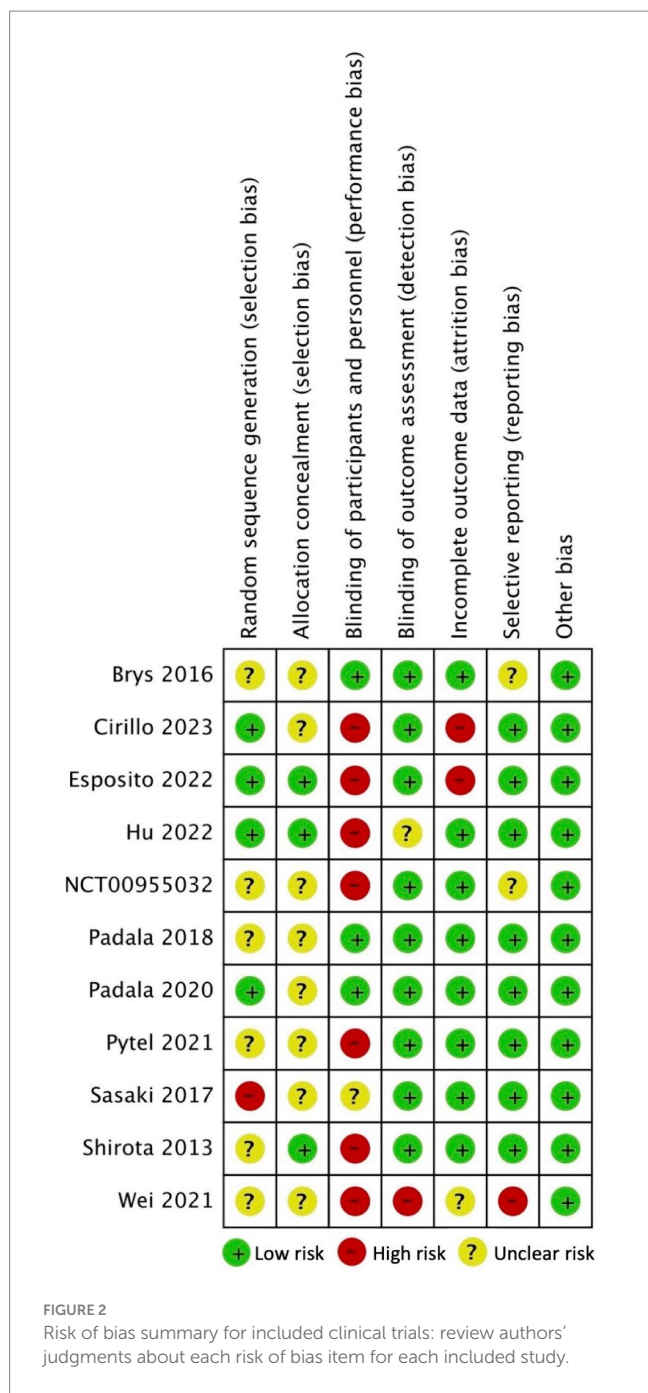 Random sequence generation (selection bias)
Allocation concealment (selection bias)
Blinding of participants and personnel (performance bias)
Blinding of outcome assessment (detection bias)
Incomplete outcome data (attrition bias)
Selective reporting (reporting bias)
Other bias
Brys 2016 ? ? + + + ? +
Cirillo 2023 + ? - + - + +
Esposito 2022 + + - + - + +
Hu 2022 + + - ? + + +
NCT00955032 ? ? - + + ? +
Padala 2018 ? ? + + + + +
Padala 2020 + ? + + + + +
Pytel 2021 ? ? - + + + +
Sasaki 2017 - ? ? + + + +
Shirota 2013 ? + - + + + +
Wei 2021 ? ? - - ? - +
+ Low risk - High risk ? Unclear risk
FIGURE 2
Risk of bias summary for included clinical trials: review authors’
judgments about each risk of bias item for each included study.